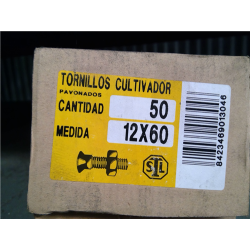 TORNILLOS CULTIVADOR
PAVONADOS
CANTIDAD 50
MEDIDA 12X60
STL
8423469013046